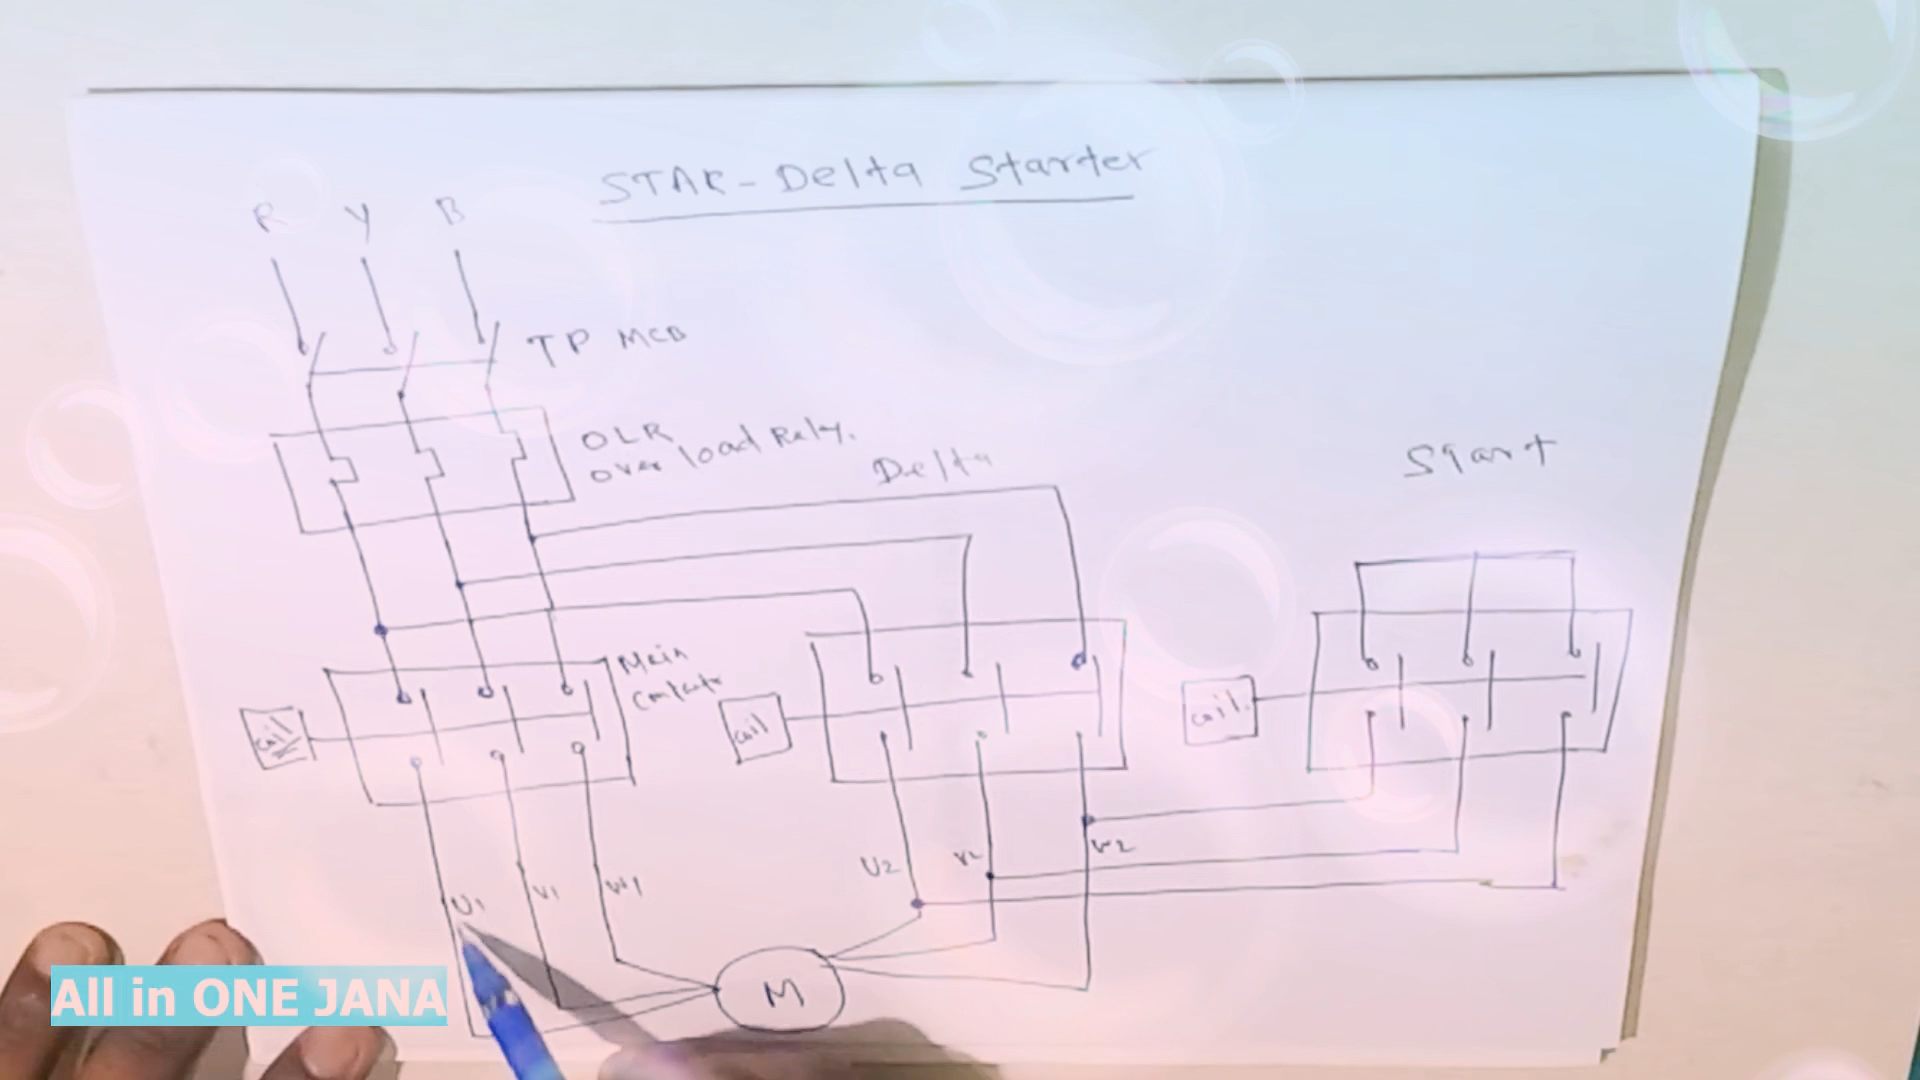 STAR - Delta Starter
R Y B
TP MCB
OLR
over load Relay.
Delta
Start
Main
coil
coil
coil.
U1
V1
W1
U2
V2
W2
M
All in ONE JANA